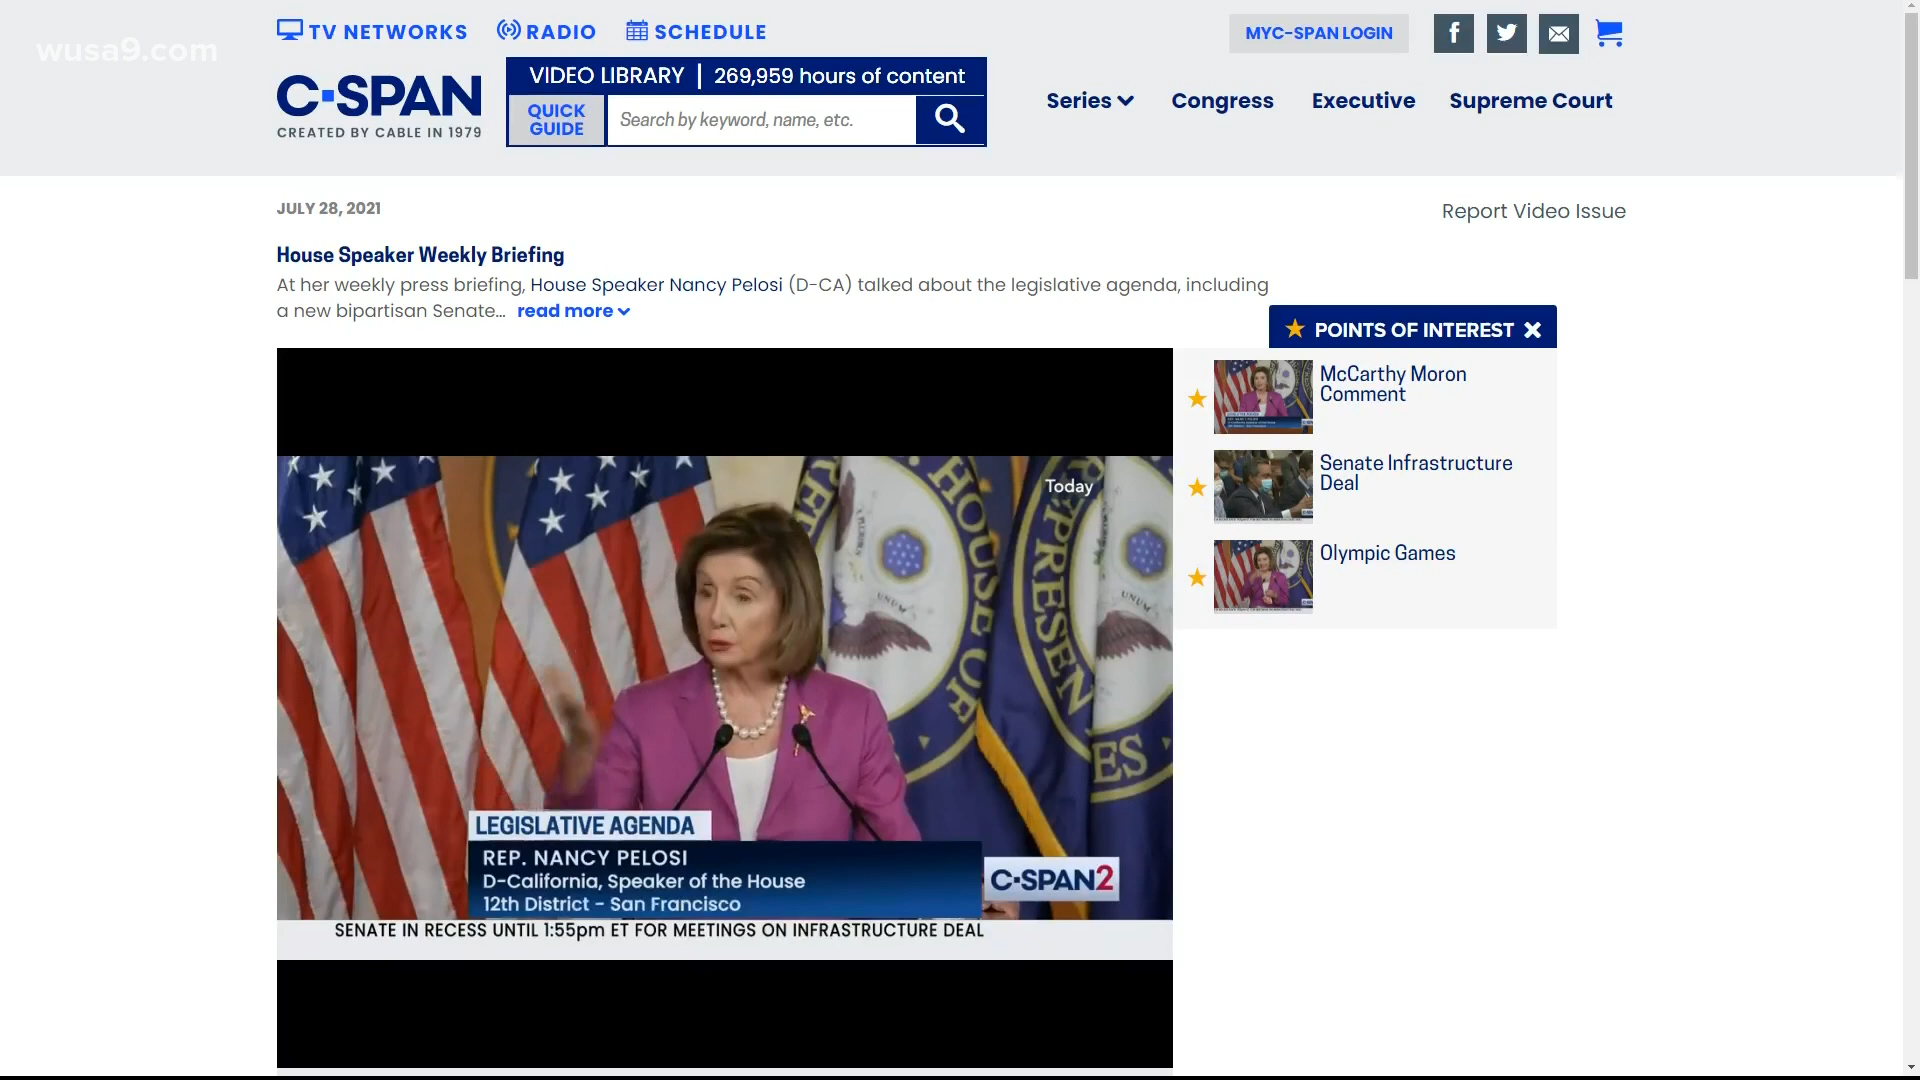 wusa9.com
TV NETWORKS RADIO SCHEDULE
MYC-SPAN LOGIN
C-SPAN
CREATED BY CABLE IN 1979
VIDEO LIBRARY | 269,959 hours of content
QUICK
GUIDE
Search by keyword, name, etc.
Series Congress Executive Supreme Court
JULY 28, 2021
Report Video Issue
House Speaker Weekly Briefing
At her weekly press briefing, House Speaker Nancy Pelosi (D-CA) talked about the legislative agenda, including
a new bipartisan Senate... read more
POINTS OF INTEREST
McCarthy Moron
Comment
Senate Infrastructure
Deal
Olympic Games
Today
HOUSE OF
UNUM
UNUM
LEGISLATIVE AGENDA
REP. NANCY PELOSI
D-California, Speaker of the House
12th District - San Francisco
C-SPAN2
SENATE IN RECESS UNTIL 1:55pm ET FOR MEETINGS ON INFRASTRUCTURE DEAL